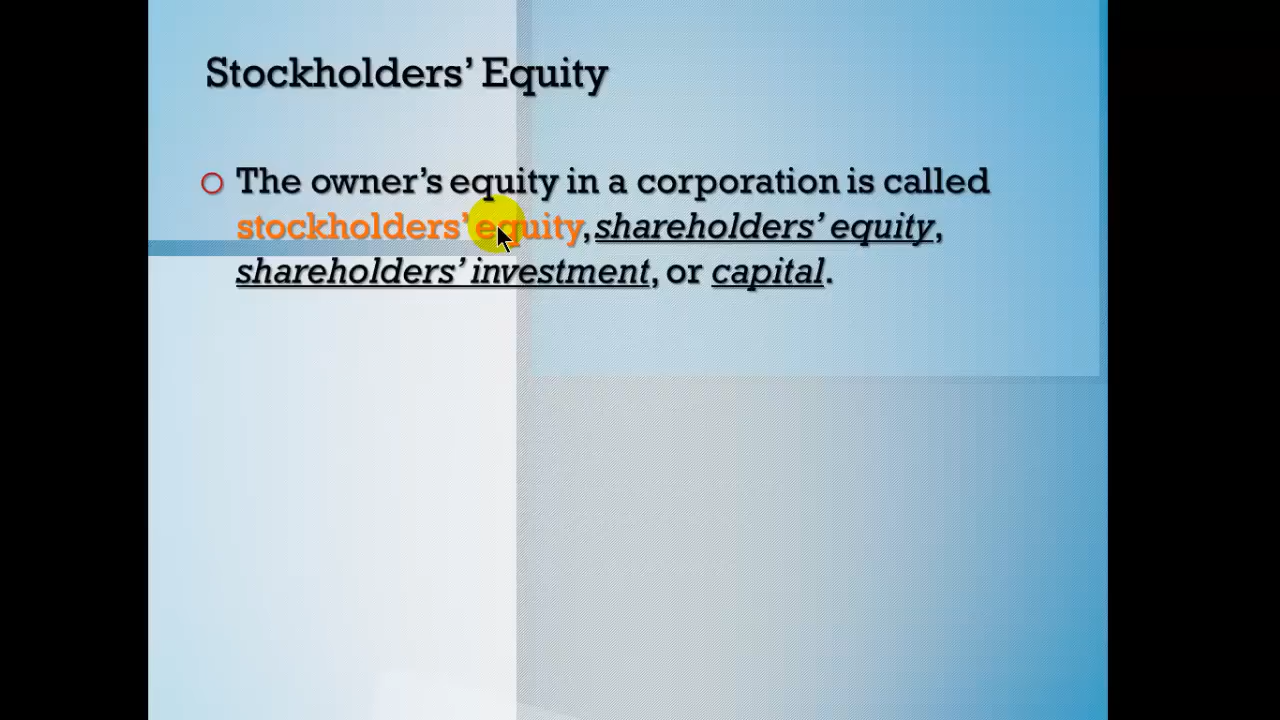 Stockholders’ Equity
The owner’s equity in a corporation is called
stockholders’ equity, shareholders’ equity,
shareholders’ investment, or capital.